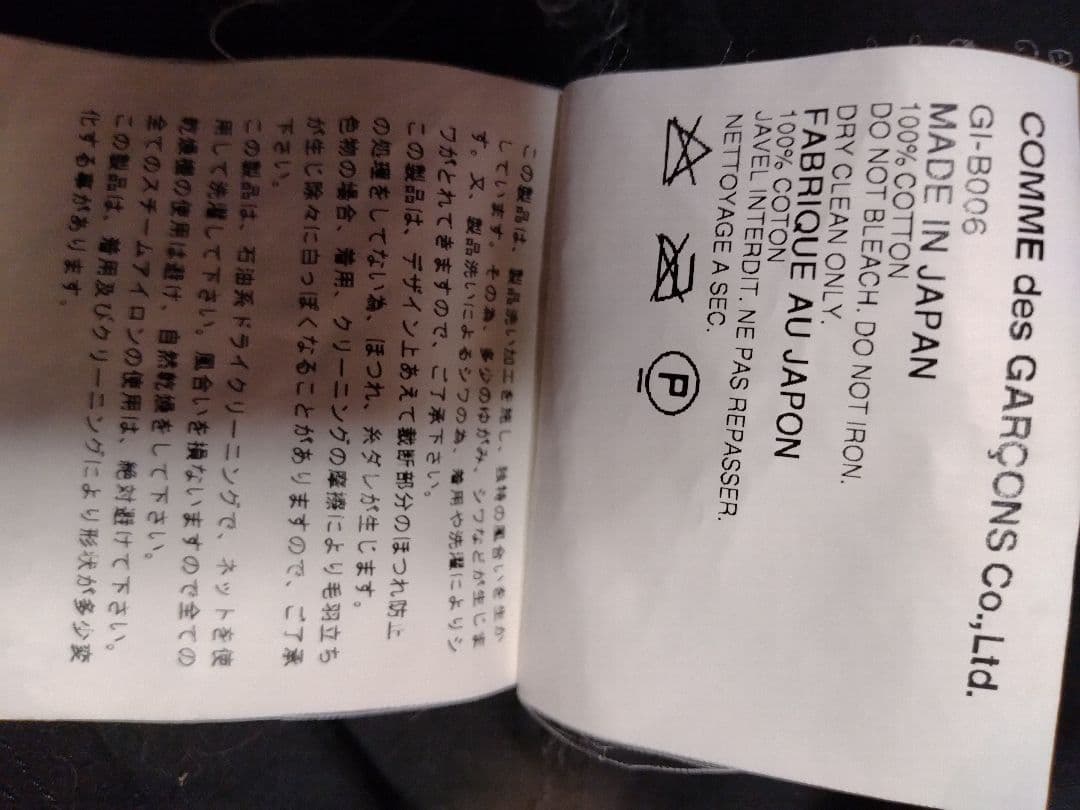 COMME des GARÇONS Co.,Ltd.
GI-B006
MADE IN JAPAN
100% COTTON
DO NOT BLEACH. DO NOT IRON.
DRY CLEAN ONLY.
FABRIQUE AU JAPON
100% COTON
JAVEL INTERDIT. NE PAS REPASSER.
NETTOYAGE A SEC.
P
この製品は、製品洗い加工を施し、独特の風合いを生か
しています。その為、多少のゆがみ、シワなどが生じま
す。又、製品洗いによるシワの為、着用や洗濯によりシ
ワがとれてきますので、ご了承下さい。
この製品は、デザイン上あえて裁断部分のほつれ防止
の処理をしてない為、ほつれ、糸ダレが生じます。
色物の場合、着用、クリーニングの摩擦により毛羽立ち
が生じ除々に白っぽくなることがありますので、ご了承
下さい。
この製品は、石油系ドライクリーニングで、ネットを使
用して洗濯して下さい。風合いを損ないますので全ての
乾燥機の使用は避け、自然乾燥をして下さい。
全てのスチームアイロンの使用は、絶対避けて下さい。
この製品は、着用及びクリーニングにより形状が多少変
化する事があります。